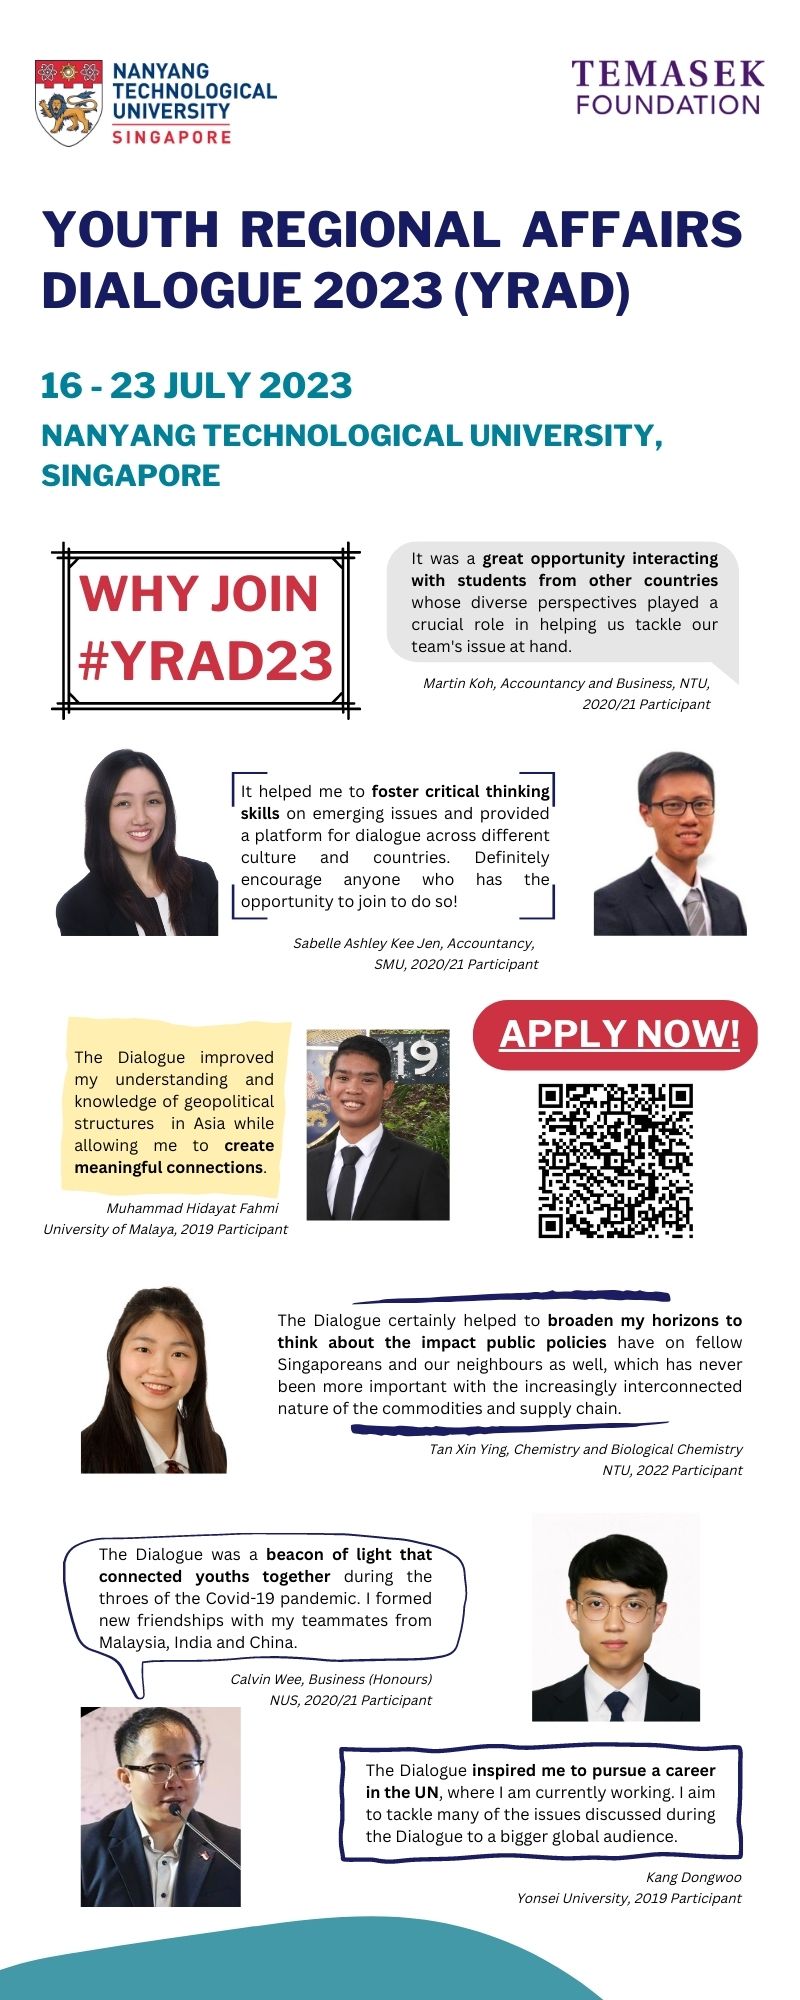 NANYANG
TECHNOLOGICAL
UNIVERSITY
SINGAPORE
TEMASEK
FOUNDATION
YOUTH REGIONAL AFFAIRS
DIALOGUE 2023 (YRAD)
16 - 23 JULY 2023
NANYANG TECHNOLOGICAL UNIVERSITY,
SINGAPORE
WHY JOIN
#YRAD23
It was a great opportunity interacting
with students from other countries
whose diverse perspectives played a
crucial role in helping us tackle our
team's issue at hand.
Martin Koh, Accountancy and Business, NTU,
2020/21 Participant
It helped me to foster critical thinking
skills on emerging issues and provided
a platform for dialogue across different
culture and countries. Definitely
encourage anyone who has the
opportunity to join to do so!
Sabelle Ashley Kee Jen, Accountancy,
SMU, 2020/21 Participant
The Dialogue improved
my understanding and
knowledge of geopolitical
structures in Asia while
allowing me to create
meaningful connections.
Muhammad Hidayat Fahmi
University of Malaya, 2019 Participant
19
APPLY NOW!
The Dialogue certainly helped to broaden my horizons to
think about the impact public policies have on fellow
Singaporeans and our neighbours as well, which has never
been more important with the increasingly interconnected
nature of the commodities and supply chain.
Tan Xin Ying, Chemistry and Biological Chemistry
NTU, 2022 Participant
The Dialogue was a beacon of light that
connected youths together during the
throes of the Covid-19 pandemic. I formed
new friendships with my teammates from
Malaysia, India and China.
Calvin Wee, Business (Honours)
NUS, 2020/21 Participant
The Dialogue inspired me to pursue a career
in the UN, where I am currently working. I aim
to tackle many of the issues discussed during
the Dialogue to a bigger global audience.
Kang Dongwoo
Yonsei University, 2019 Participant